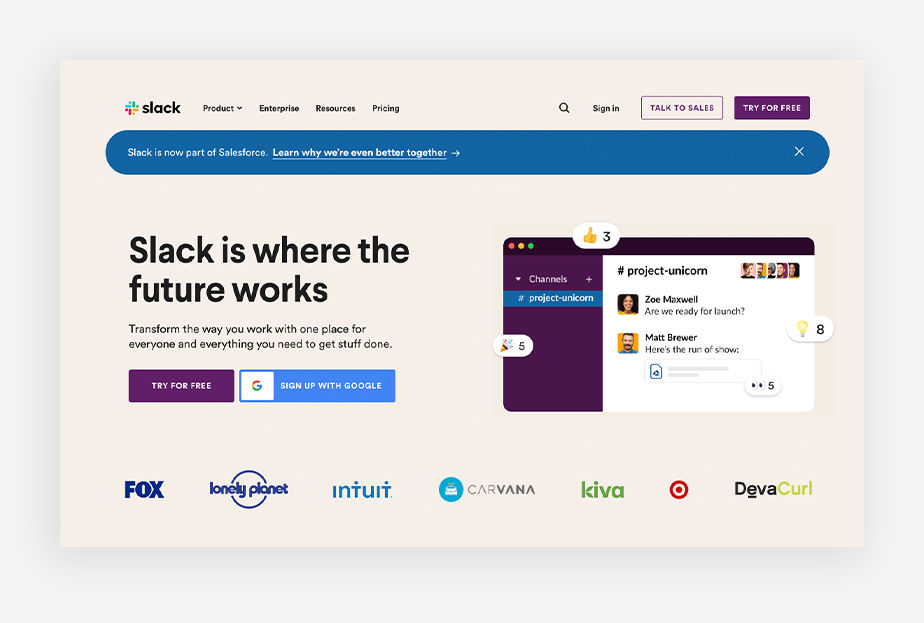 slack
Product
Enterprise
Resources
Pricing
Sign in
TALK TO SALES
TRY FOR FREE
Slack is now part of Salesforce. Learn why we're even better together →
Slack is where the
future works
Transform the way you work with one place for
everyone and everything you need to get stuff done.
TRY FOR FREE
G SIGN UP WITH GOOGLE
3
Channels +
# project-unicorn
# project-unicorn
Zoe Maxwell
Are we ready for launch?
Matt Brewer
Here's the run of show:
8
5
5
FOX
lonely planet
intuit
CARVANA
kiva
DevaCurl